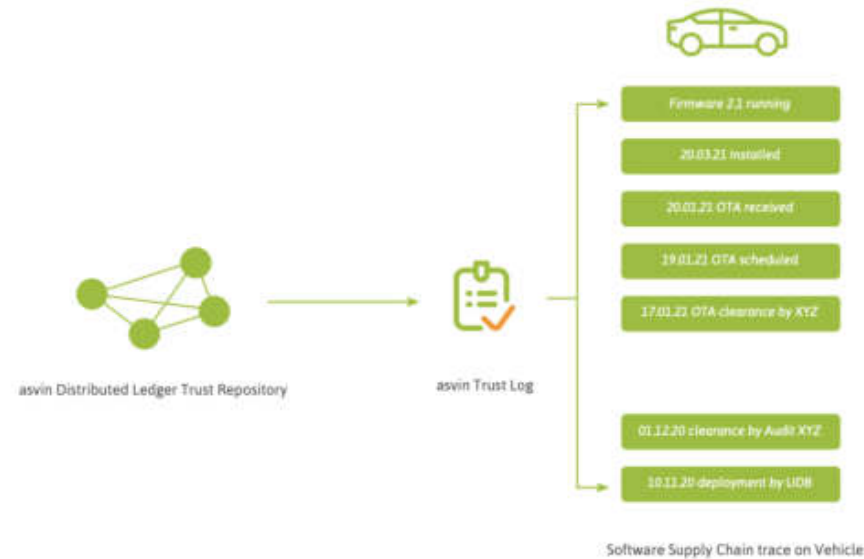 Firmware 2.1 running
20.03.21 installed
20.01.21 OTA received
19.01.21 OTA scheduled
17.01.21 OTA clearance by XYZ
asvin Distributed Ledger Trust Repository
asvin Trust Log
01.12.20 clearance by Audit XYZ
10.11.20 deployment by UDB
Software Supply Chain trace on Vehicle